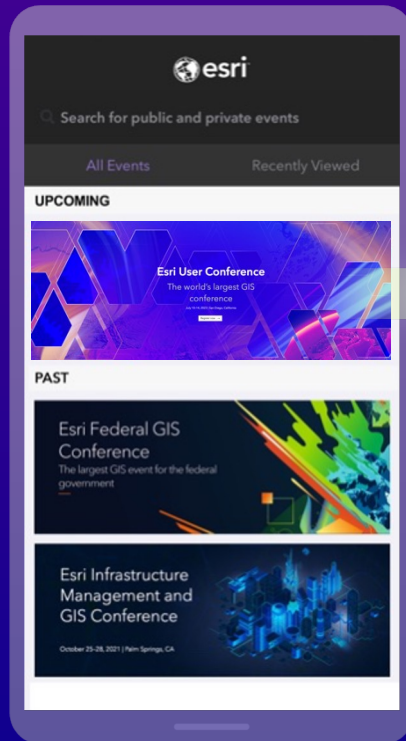 esri
Search for public and private events
All Events
Recently Viewed
UPCOMING
Esri User Conference
The world's largest GIS
conference
PAST
Esri Federal GIS
Conference
The largest GIS event for the federal
government
Esri Infrastructure
Management and
GIS Conference
October 25-28, 2021 | Palm Springs, CA